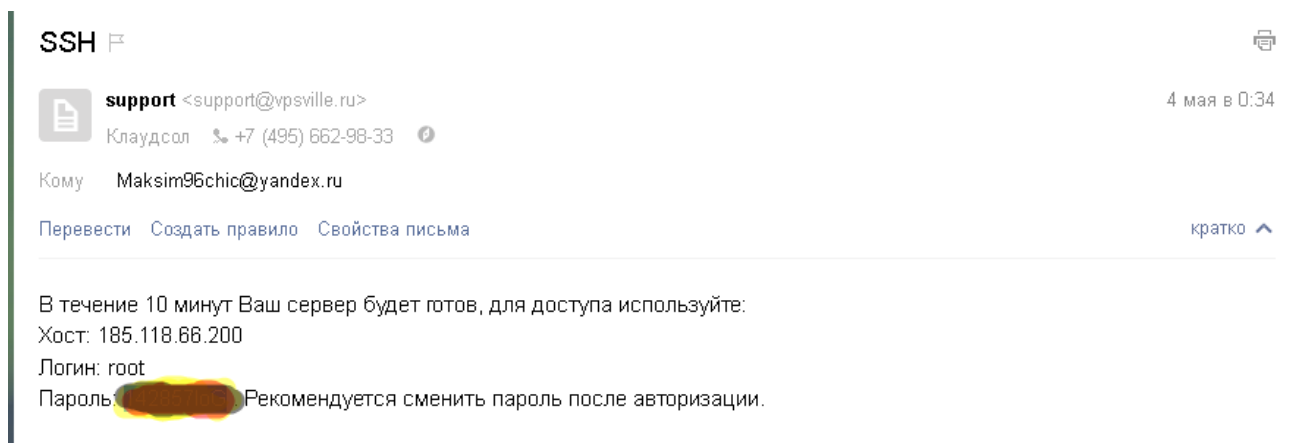 SSH
support <support@vpsville.ru>
4 мая в 0:34
Клаудсол +7 (495) 662-98-33
Кому Maksim96chic@yandex.ru
Перевести Создать правило Свойства письма
кратко
В течение 10 минут Ваш сервер будет готов, для доступа используйте:
Хост: 185.118.66.200
Логин: root
Пароль: Рекомендуется сменить пароль после авторизации.